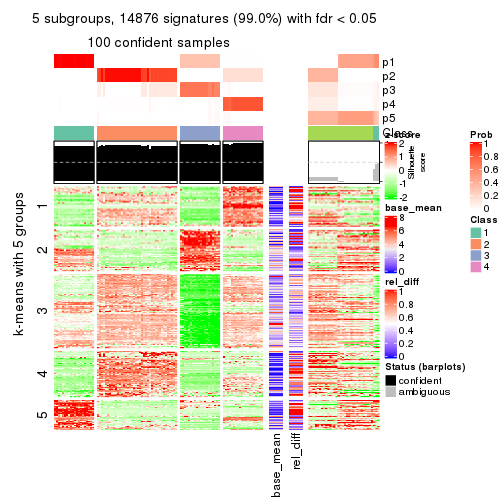 5 subgroups, 14876 signatures (99.0%) with fdr < 0.05
100 confident samples
p1
p2
p3
p4
p5
Class
k-means with 5 groups
1
2
3
4
5
Silhouette
score
base_mean
rel_diff
z-score
2
1
0
-1
-2
base_mean
8
6
4
2
0
rel_diff
1
0.8
0.6
0.4
0.2
0
Status (barplots)
confident
ambiguous
Prob
1
0.8
0.6
0.4
0.2
0
Class
1
2
3
4